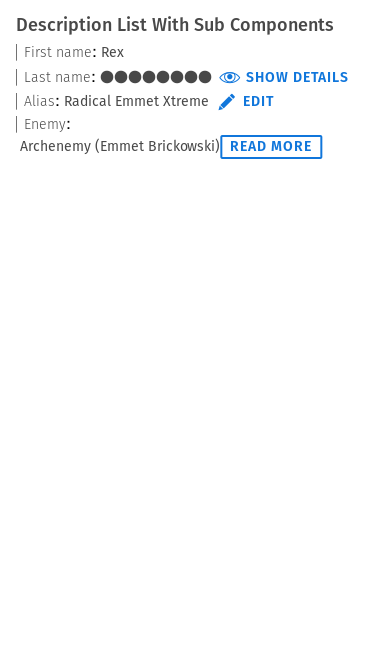 Description List With Sub Components
First name: Rex
Last name: ●●●●●●●● SHOW DETAILS
Alias: Radical Emmet Xtreme EDIT
Enemy:
Archenemy (Emmet Brickowski) READ MORE